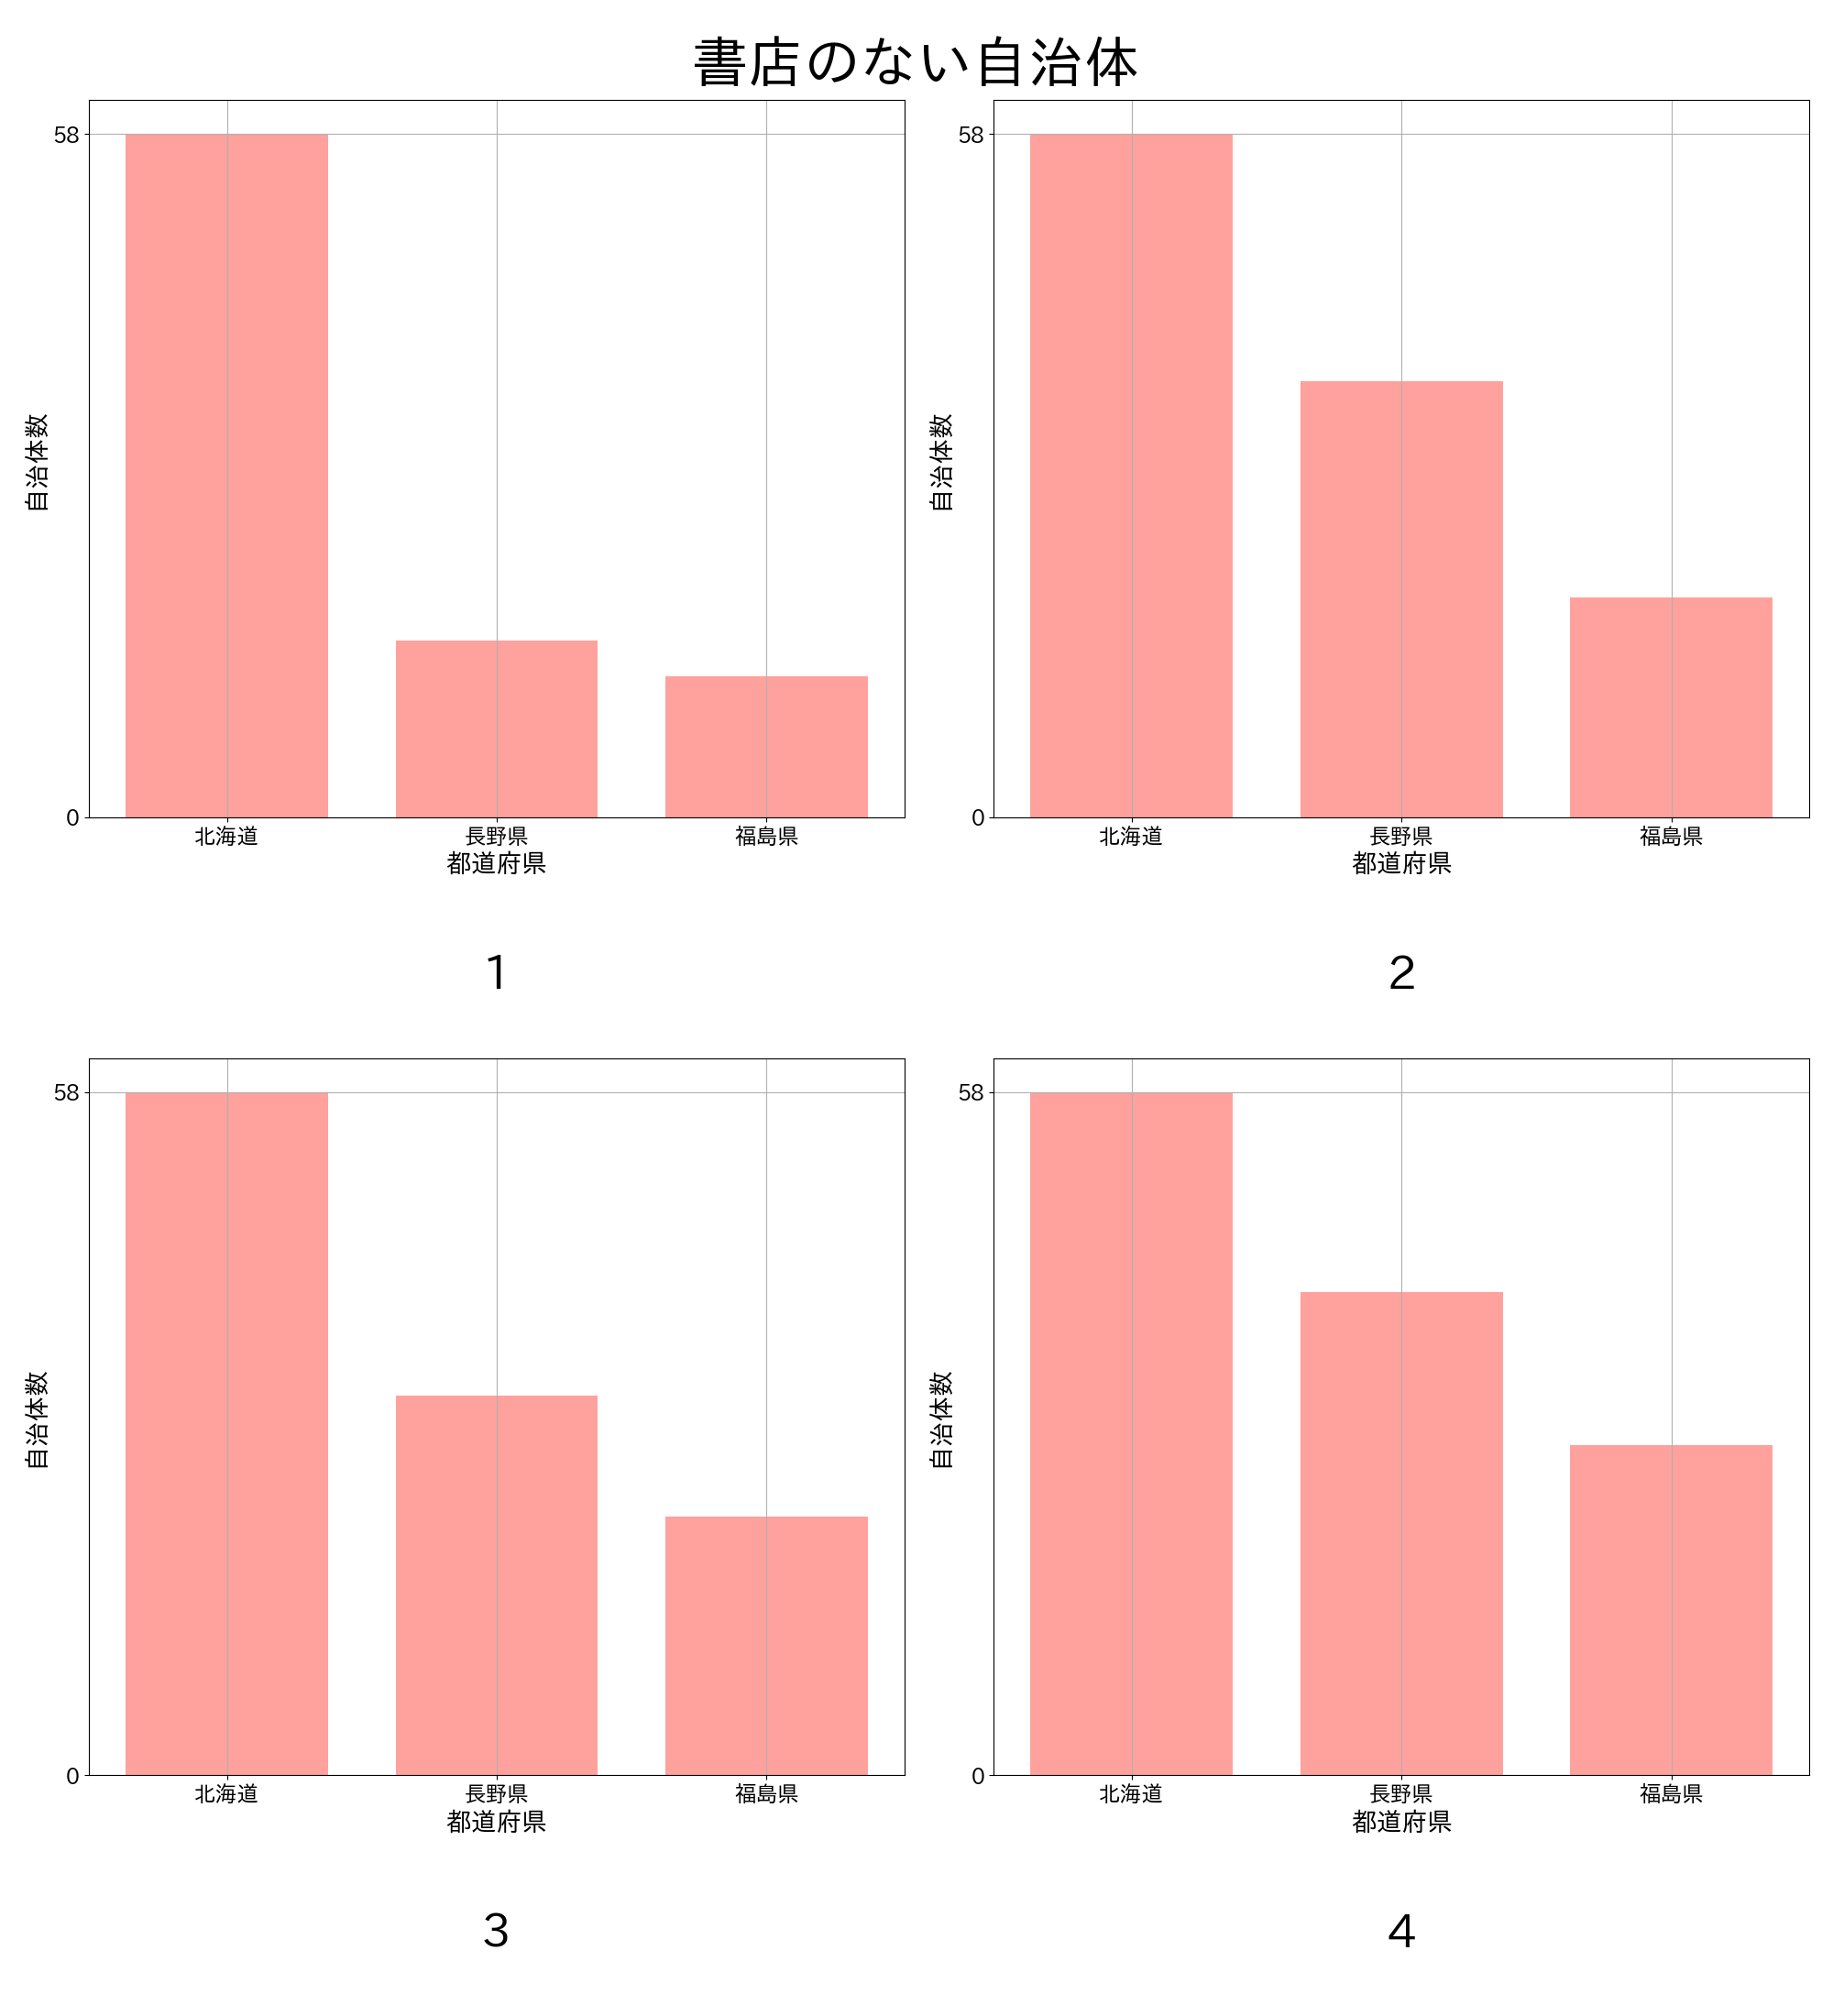 書店のない自治体
58
0
自治体数
北海道 長野県 福島県
都道府県
1
58
0
自治体数
北海道 長野県 福島県
都道府県
2
58
0
自治体数
北海道 長野県 福島県
都道府県
3
58
0
自治体数
北海道 長野県 福島県
都道府県
4